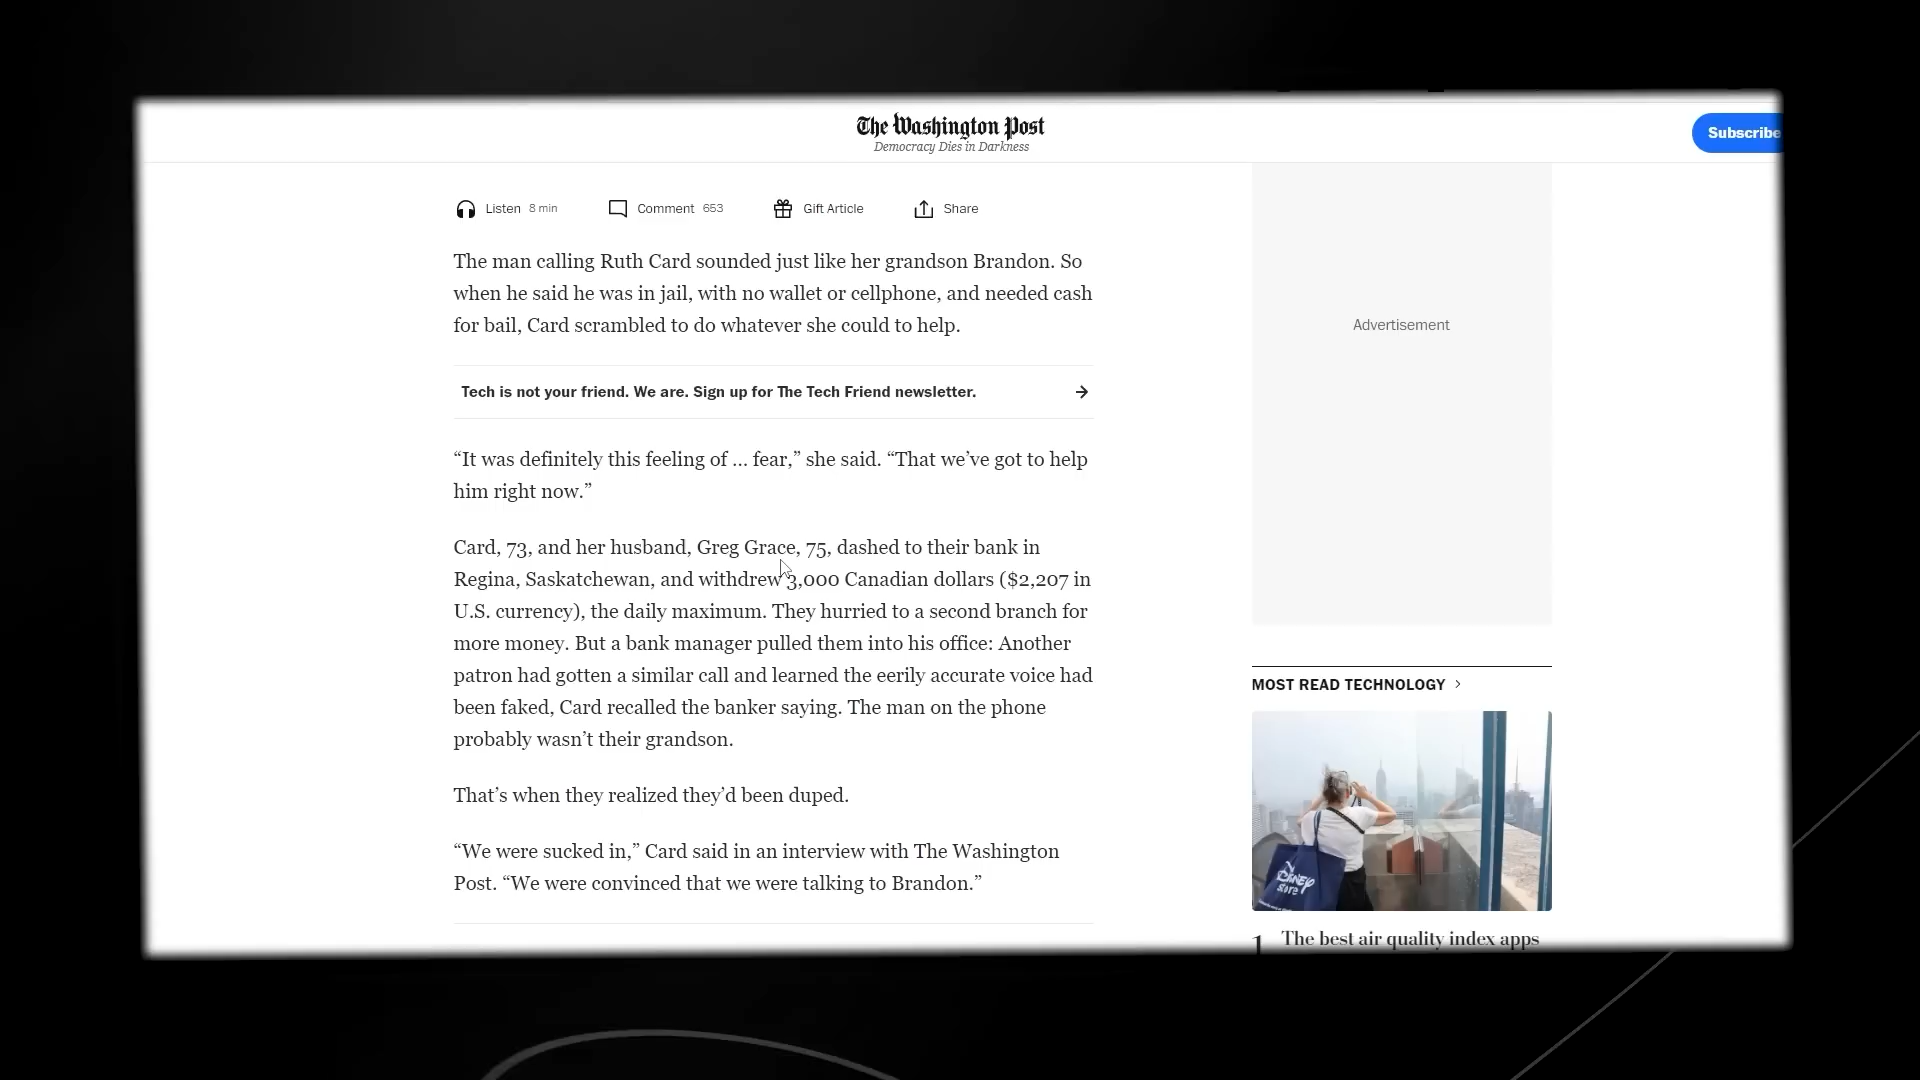 The Washington Post
Democracy Dies in Darkness
Subscribe
Listen 8 min Comment 653 Gift Article Share
The man calling Ruth Card sounded just like her grandson Brandon. So
when he said he was in jail, with no wallet or cellphone, and needed cash
for bail, Card scrambled to do whatever she could to help.
Tech is not your friend. We are. Sign up for The Tech Friend newsletter.
“It was definitely this feeling of ... fear,” she said. “That we’ve got to help
him right now.”
Card, 73, and her husband, Greg Grace, 75, dashed to their bank in
Regina, Saskatchewan, and withdrew 3,000 Canadian dollars ($2,207 in
U.S. currency), the daily maximum. They hurried to a second branch for
more money. But a bank manager pulled them into his office: Another
patron had gotten a similar call and learned the eerily accurate voice had
been faked, Card recalled the banker saying. The man on the phone
probably wasn’t their grandson.
That’s when they realized they’d been duped.
“We were sucked in,” Card said in an interview with The Washington
Post. “We were convinced that we were talking to Brandon.”
Advertisement
MOST READ TECHNOLOGY
Disney
store
1 The best air quality index apps